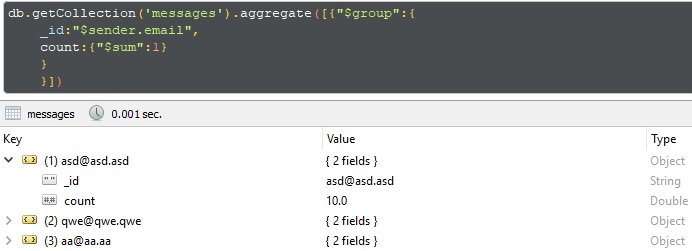 db.getCollection('messages').aggregate([{"$group":{
_id:"$sender.email",
count:{"$sum":1}
}
}])
messages 0.001 sec.
Key Value Type
(1) asd@asd.asd { 2 fields } Object
" " _id asd@asd.asd String
#.# count 10.0 Double
(2) qwe@qwe.qwe { 2 fields } Object
(3) aa@aa.aa { 2 fields } Object